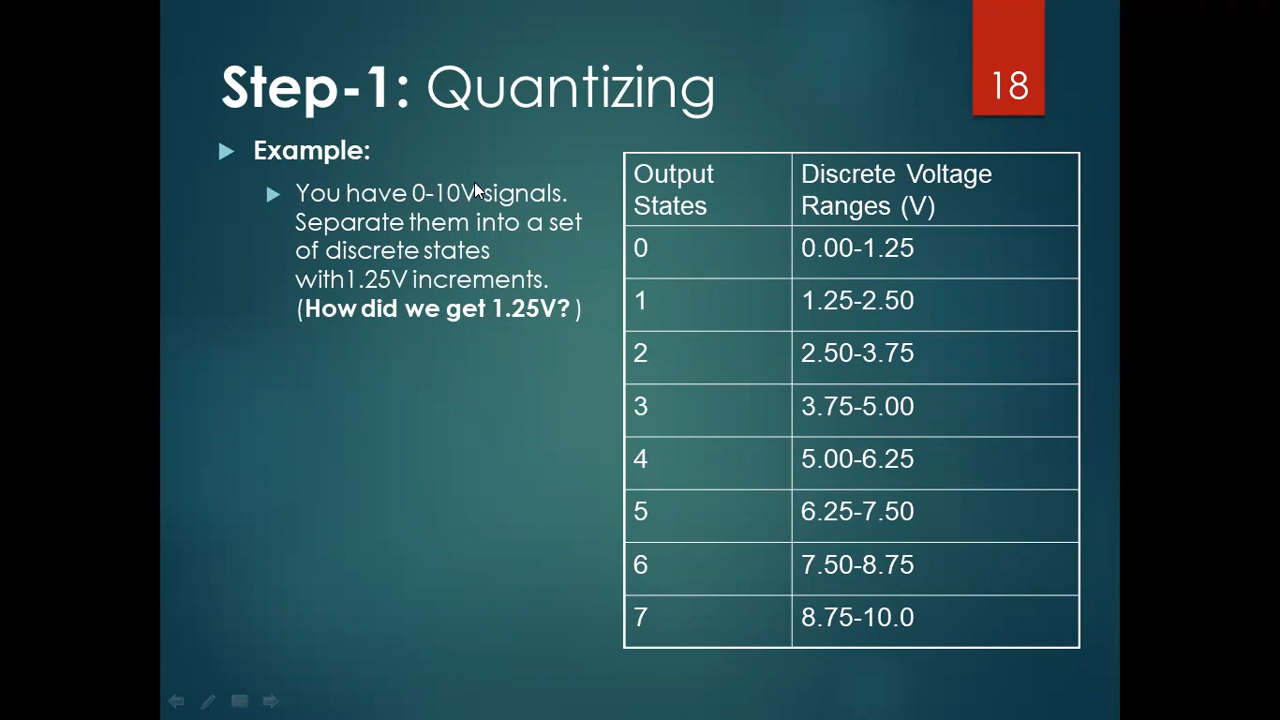 18
Step-1: Quantizing
Example:
You have 0-10V signals.
Separate them into a set
of discrete states
with1.25V increments.
(How did we get 1.25V? )
Output States
Discrete Voltage Ranges (V)
0 0.00-1.25
1 1.25-2.50
2 2.50-3.75
3 3.75-5.00
4 5.00-6.25
5 6.25-7.50
6 7.50-8.75
7 8.75-10.0